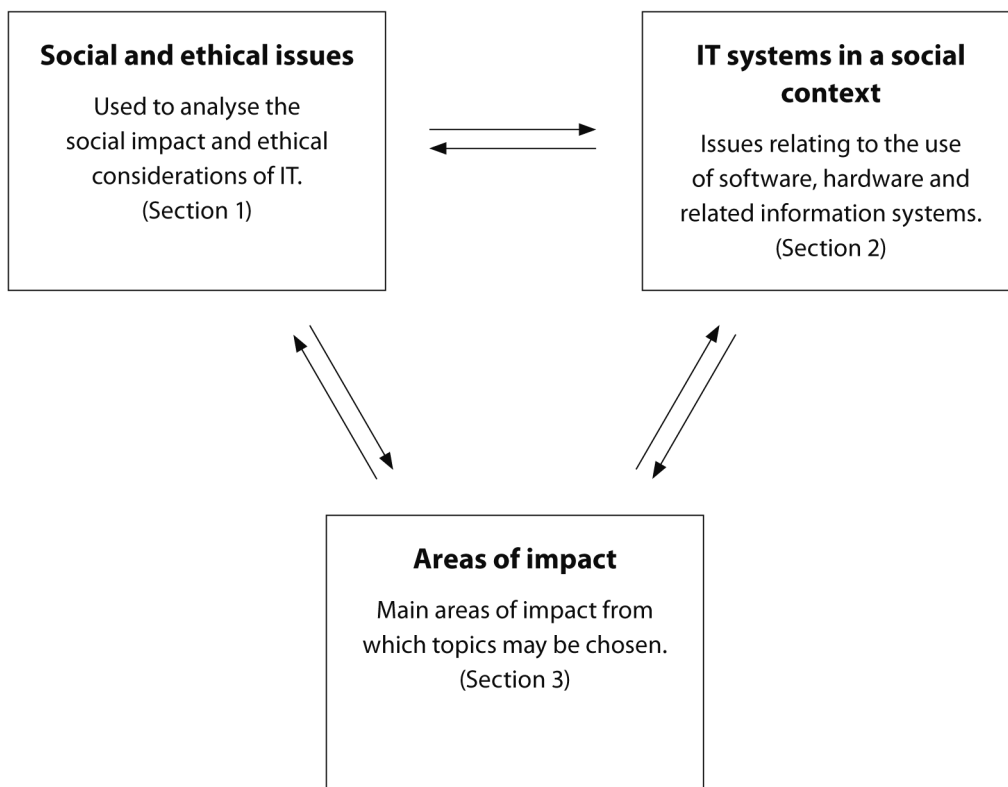 Social and ethical issues
Used to analyse the
social impact and ethical
considerations of IT.
(Section 1)
IT systems in a social
context
Issues relating to the use
of software, hardware and
related information systems.
(Section 2)
Areas of impact
Main areas of impact from
which topics may be chosen.
(Section 3)